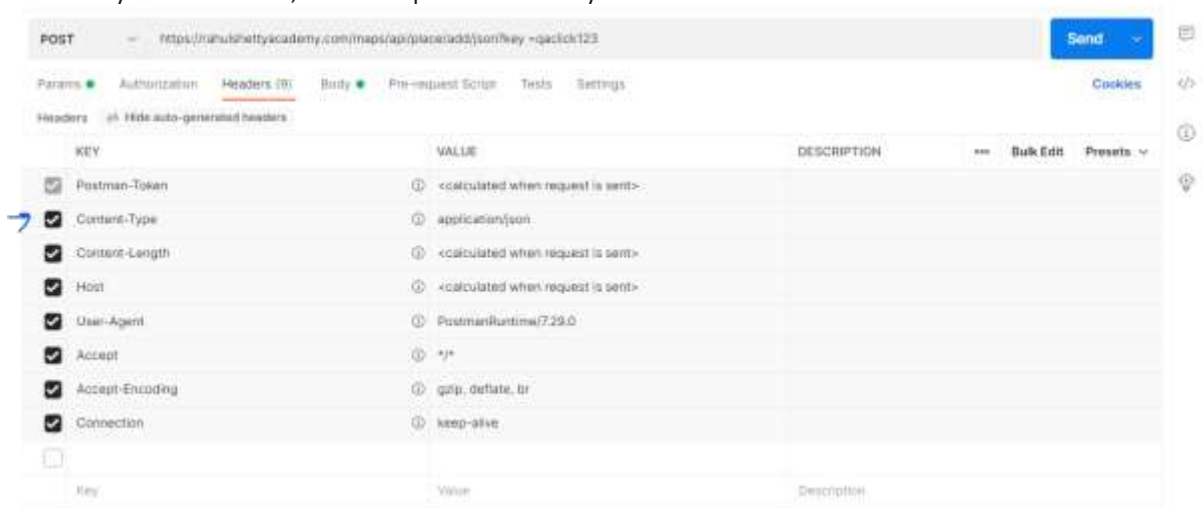 POST https://rahulshettyacademy.com/maps/api/place/add/json?key =qaclick123 Send
Params Authorization Headers (9) Body Pre-request Script Tests Settings Cookies
Headers Hide auto-generated headers
KEY VALUE DESCRIPTION ••• Bulk Edit Presets
Postman-Token <calculated when request is sent>
Content-Type application/json
Content-Length <calculated when request is sent>
Host <calculated when request is sent>
User-Agent PostmanRuntime/7.29.0
Accept */*
Accept-Encoding gzip, deflate, br
Connection keep-alive
Key Value Description